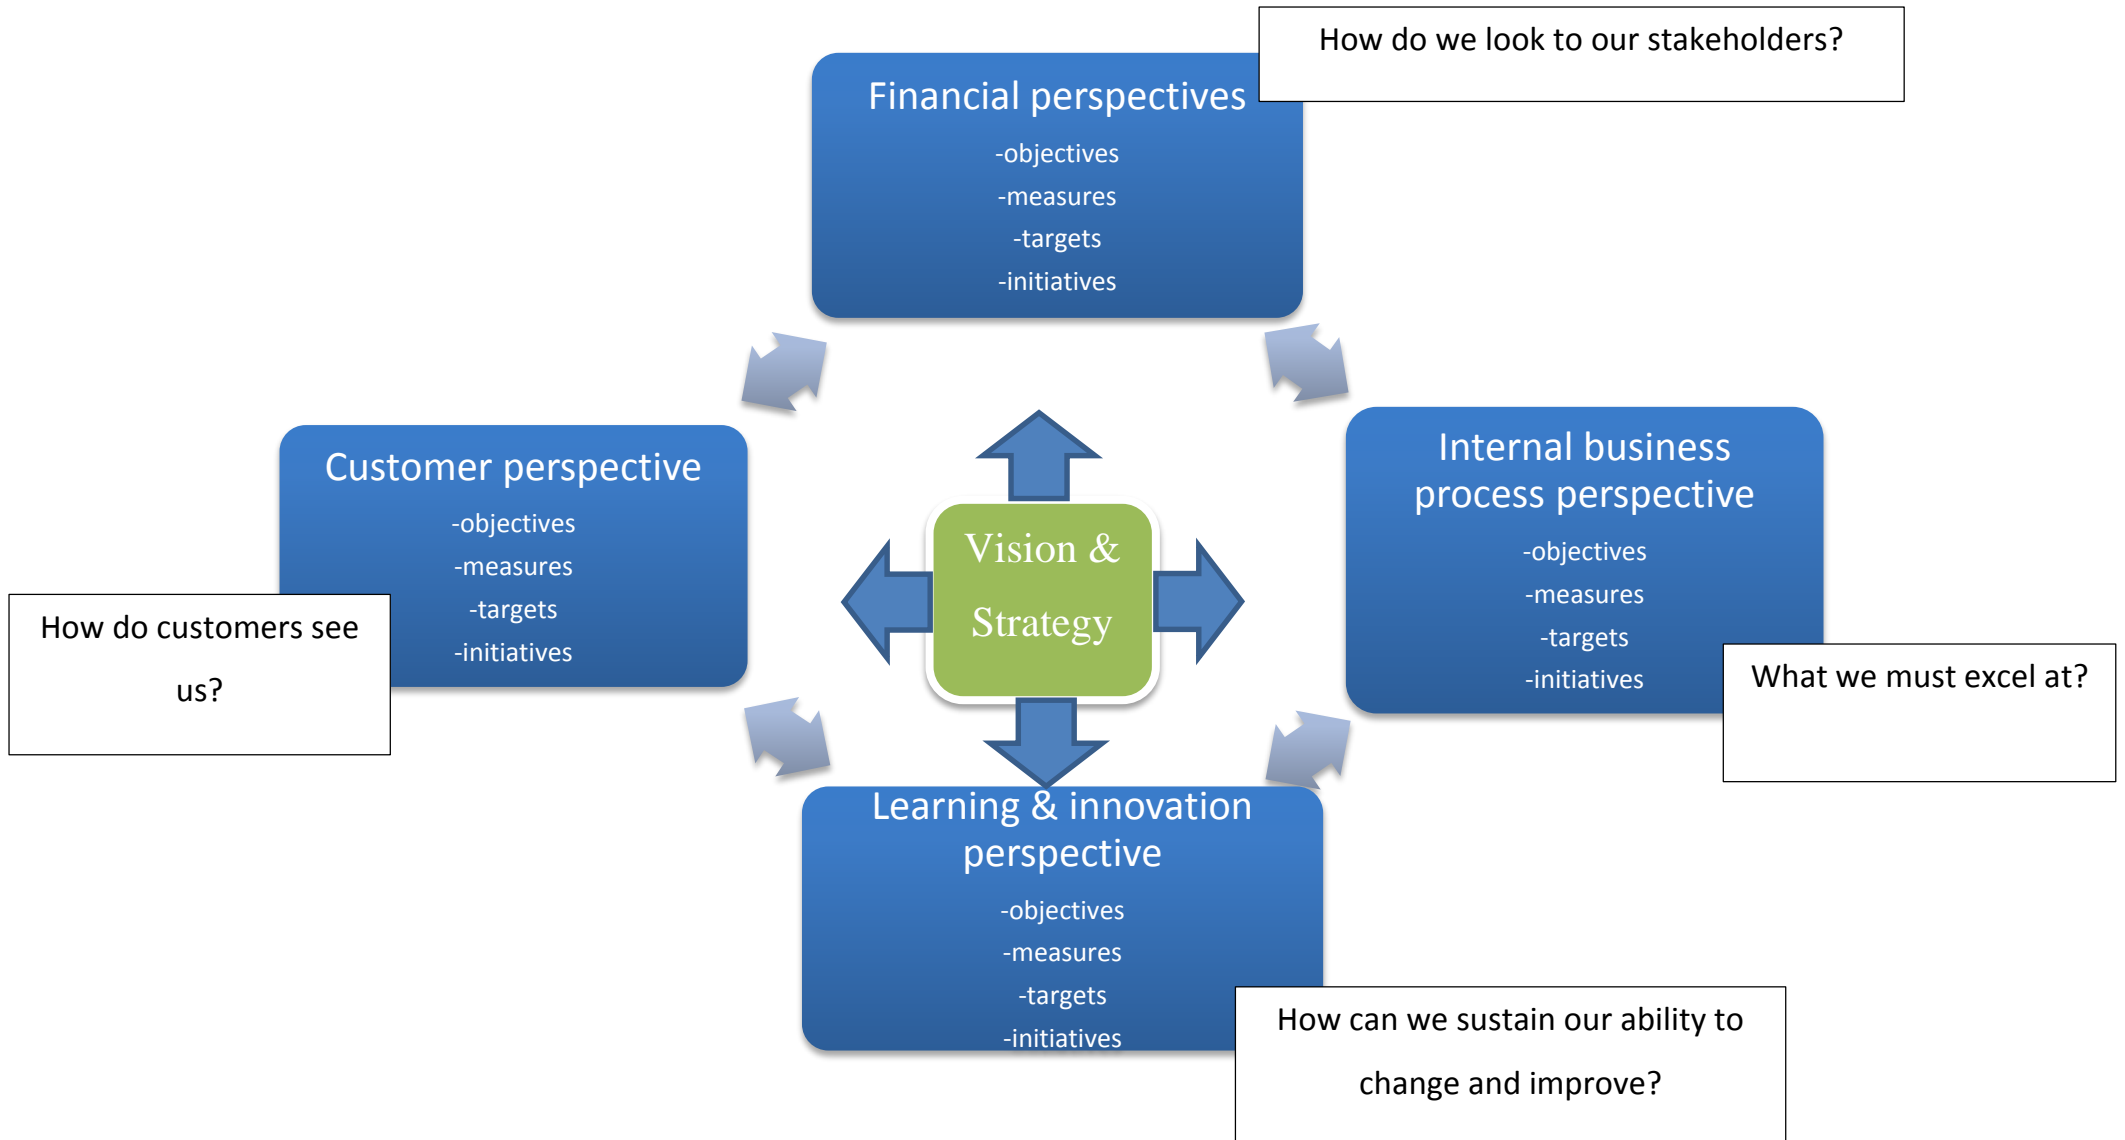 How do we look to our stakeholders?
Financial perspectives
-objectives
-measures
-targets
-initiatives
Customer perspective
-objectives
-measures
-targets
-initiatives
How do customers see
us?
Vision &
Strategy
Internal business
process perspective
-objectives
-measures
-targets
-initiatives
What we must excel at?
Learning & innovation
perspective
-objectives
-measures
-targets
-initiatives
How can we sustain our ability to
change and improve?